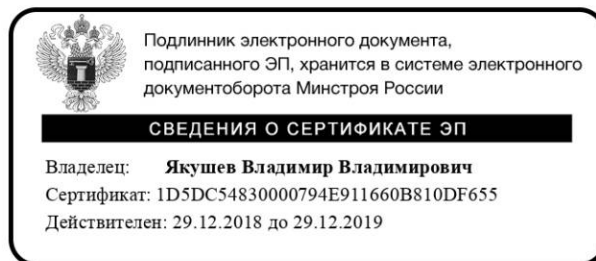 Подлинник электронного документа,
подписанного ЭП, хранится в системе электронного
документоборота Минстроя России
СВЕДЕНИЯ О СЕРТИФИКАТЕ ЭП
Владелец: Якушев Владимир Владимирович
Сертификат: 1D5DC54830000794E911660B810DF655
Действителен: 29.12.2018 до 29.12.2019